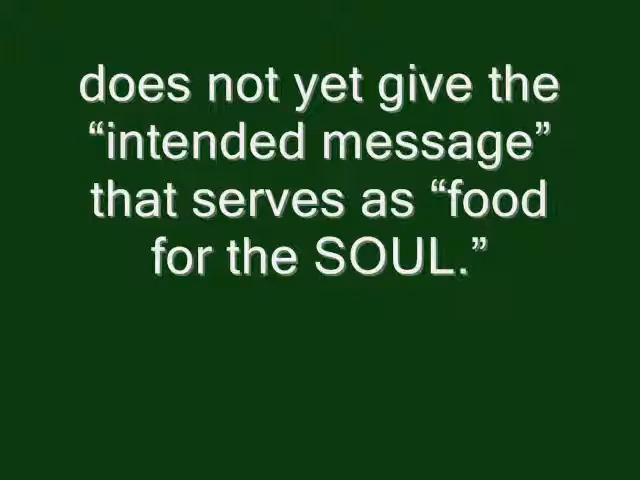 does not yet give the
“intended message”
that serves as “food
for the SOUL.”